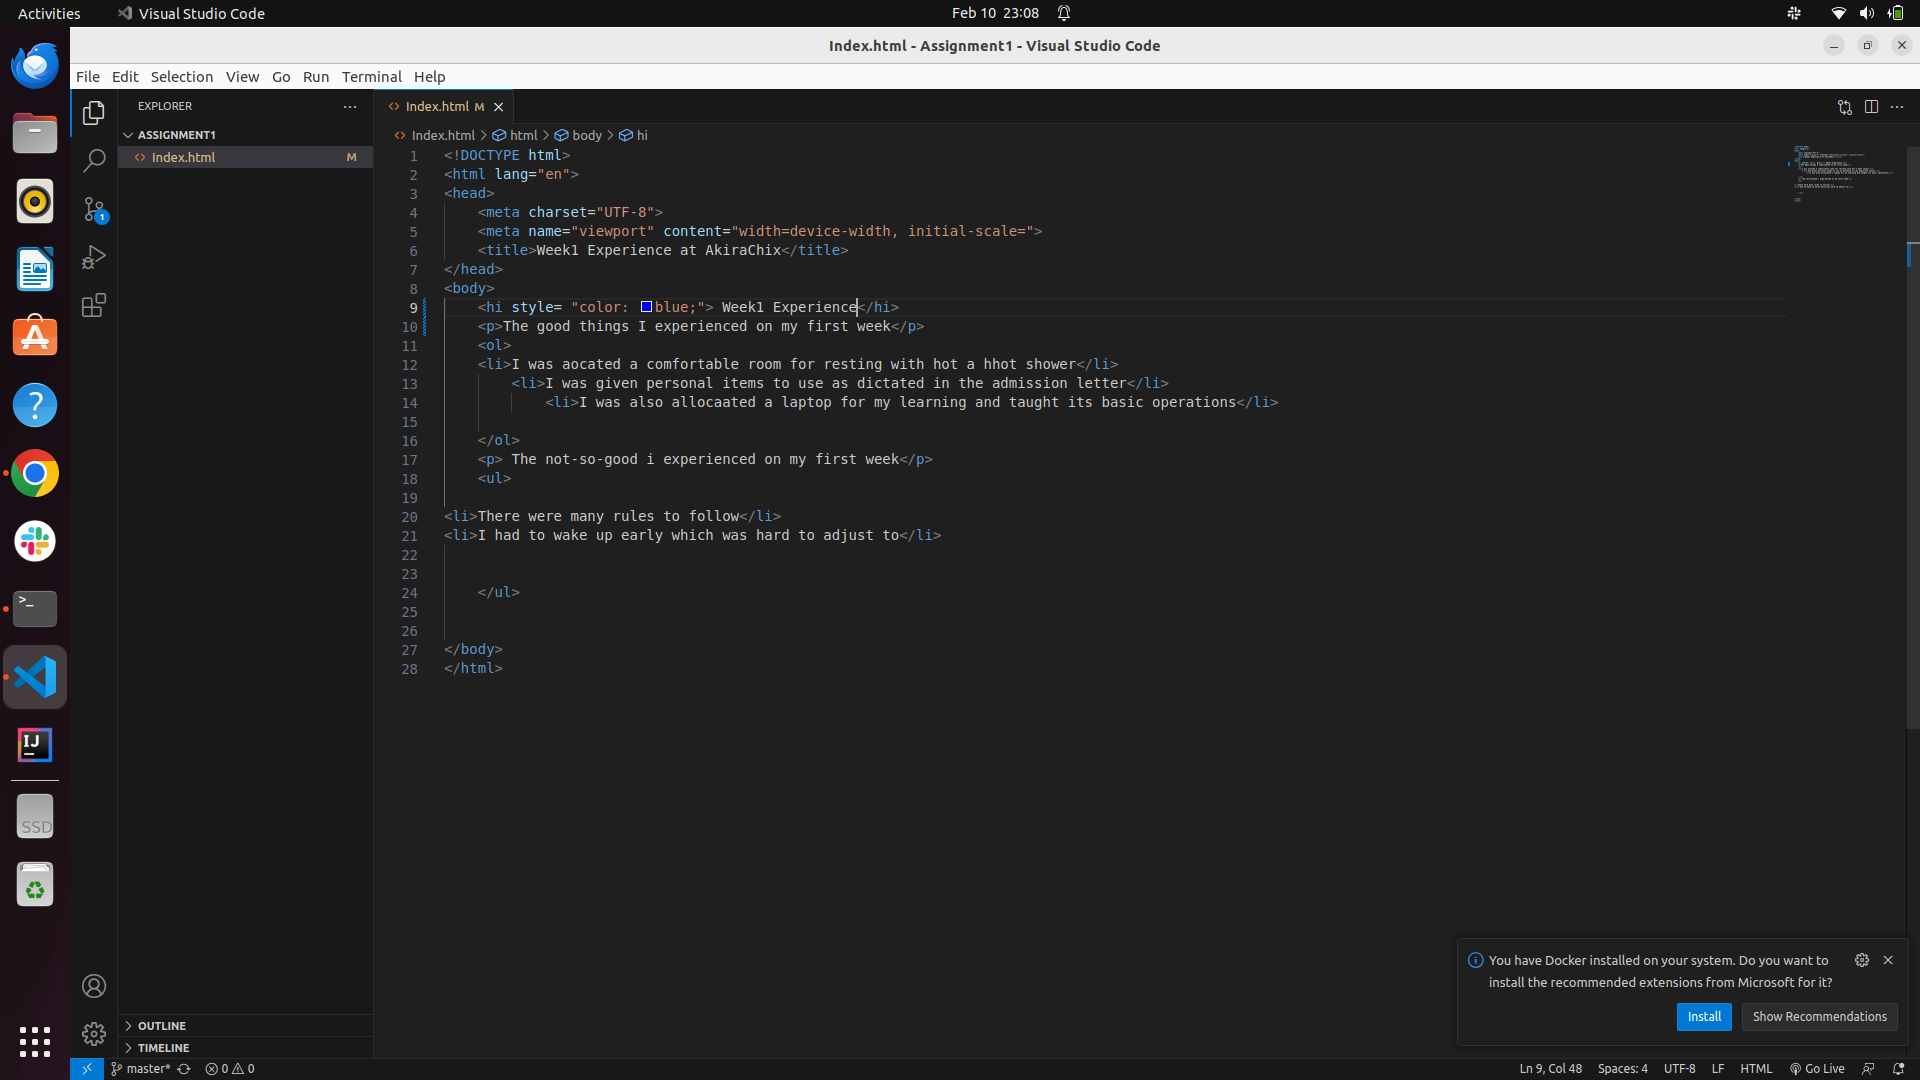 Activities Visual Studio Code Feb 10 23:08
Index.html - Assignment1 - Visual Studio Code
File Edit Selection View Go Run Terminal Help
EXPLORER
ASSIGNMENT1
Index.html M
Index.html M
Index.html > html > body > hi
1 <!DOCTYPE html>
2 <html lang="en">
3 <head>
4 <meta charset="UTF-8">
5 <meta name="viewport" content="width=device-width, initial-scale=">
6 <title>Week1 Experience at AkiraChix</title>
7 </head>
8 <body>
9 <hi style= "color: blue;"> Week1 Experience</hi>
10 <p>The good things I experienced on my first week</p>
11 <ol>
12 <li>I was aocated a comfortable room for resting with hot a hhot shower</li>
13 <li>I was given personal items to use as dictated in the admission letter</li>
14 <li>I was also allocaated a laptop for my learning and taught its basic operations</li>
15
16 </ol>
17 <p> The not-so-good i experienced on my first week</p>
18 <ul>
19
20 <li>There were many rules to follow</li>
21 <li>I had to wake up early which was hard to adjust to</li>
22
23
24 </ul>
25
26
27 </body>
28 </html>
1
>_
IJ
SSD
You have Docker installed on your system. Do you want to
install the recommended extensions from Microsoft for it?
Install Show Recommendations
OUTLINE
TIMELINE
master* 0 0 Ln 9, Col 48 Spaces: 4 UTF-8 LF HTML Go Live